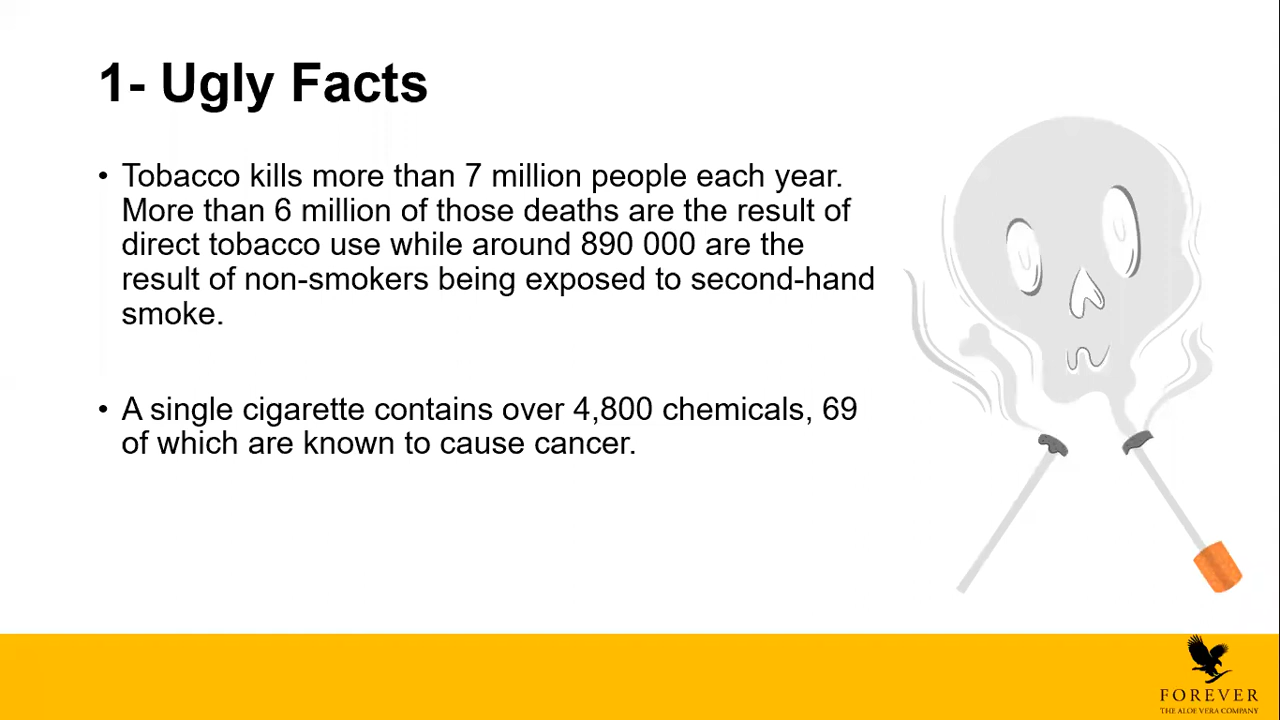 1- Ugly Facts
• Tobacco kills more than 7 million people each year.
More than 6 million of those deaths are the result of
direct tobacco use while around 890 000 are the
result of non-smokers being exposed to second-hand
smoke.
• A single cigarette contains over 4,800 chemicals, 69
of which are known to cause cancer.
FOREVER
THE ALOE VERA COMPANY